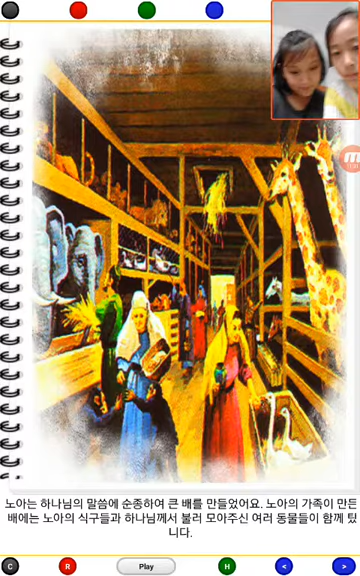 노아는 하나님의 말씀에 순종하여 큰 배를 만들었어요. 노아의 가족이 만든
배에는 노아의 식구들과 하나님께서 불러 모아주신 여러 동물들이 함께 탔
니다.
C R Play H < >